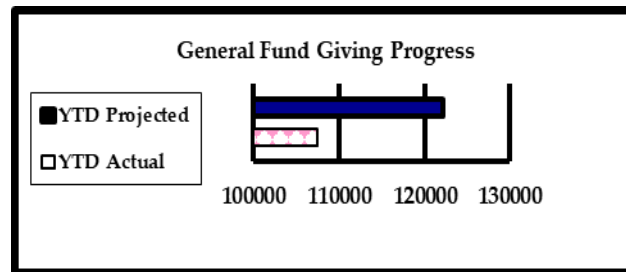 General Fund Giving Progress
YTD Projected
YTD Actual
100000 110000 120000 130000